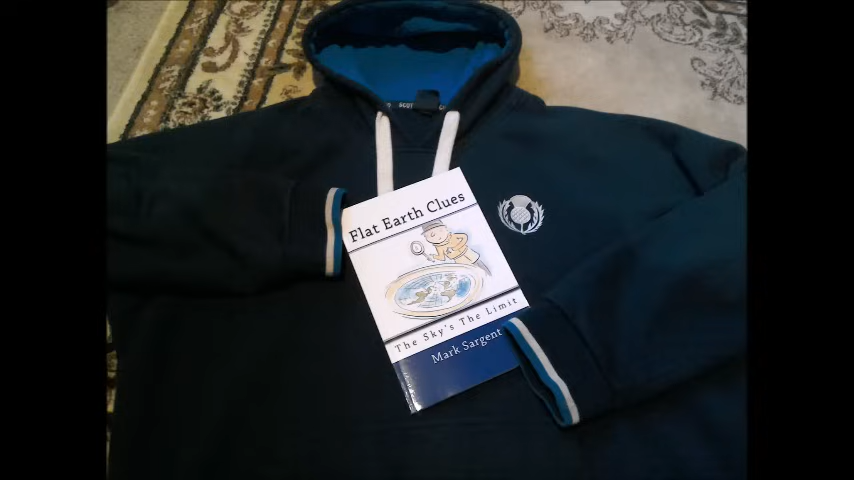 Flat Earth Clues
The Sky's The Limit
Mark Sargent